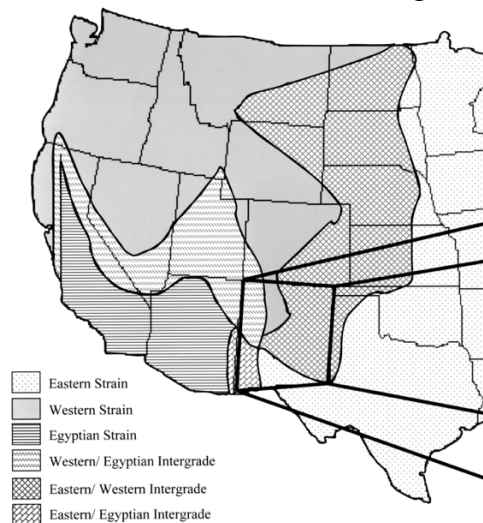 Eastern Strain
Western Strain
Egyptian Strain
Western/ Egyptian Intergrade
Eastern/ Western Intergrade
Eastern/ Egyptian Intergrade